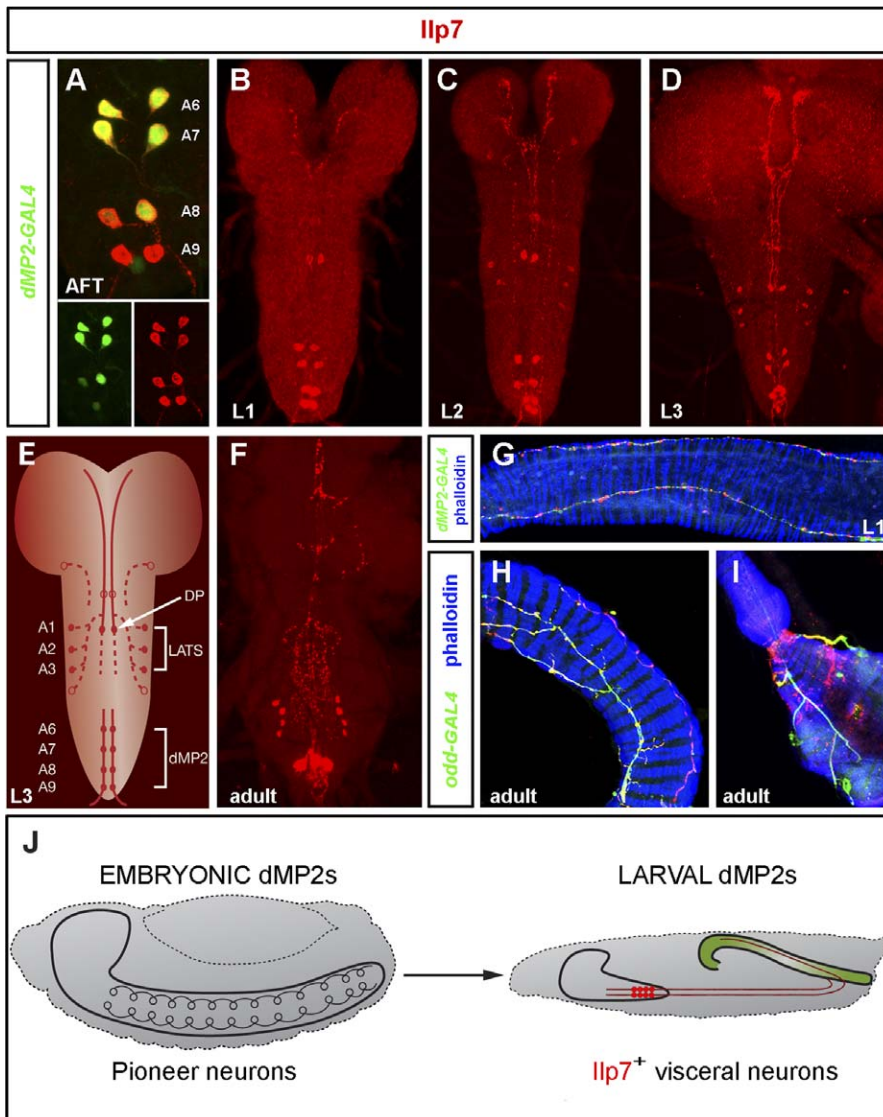 Ilp7
dMP2-GAL4
A
A6
A7
A8
A9
AFT
B
L1
C
L2
D
L3
E
DP
A1
A2
A3
LATS
A6
A7
A8
A9
dMP2
L3
F
adult
dMP2-GAL4
phalloidin
G
L1
odd-GAL4 phalloidin
H
adult
I
adult
J
EMBRYONIC dMP2s
LARVAL dMP2s
Pioneer neurons
Ilp7+ visceral neurons